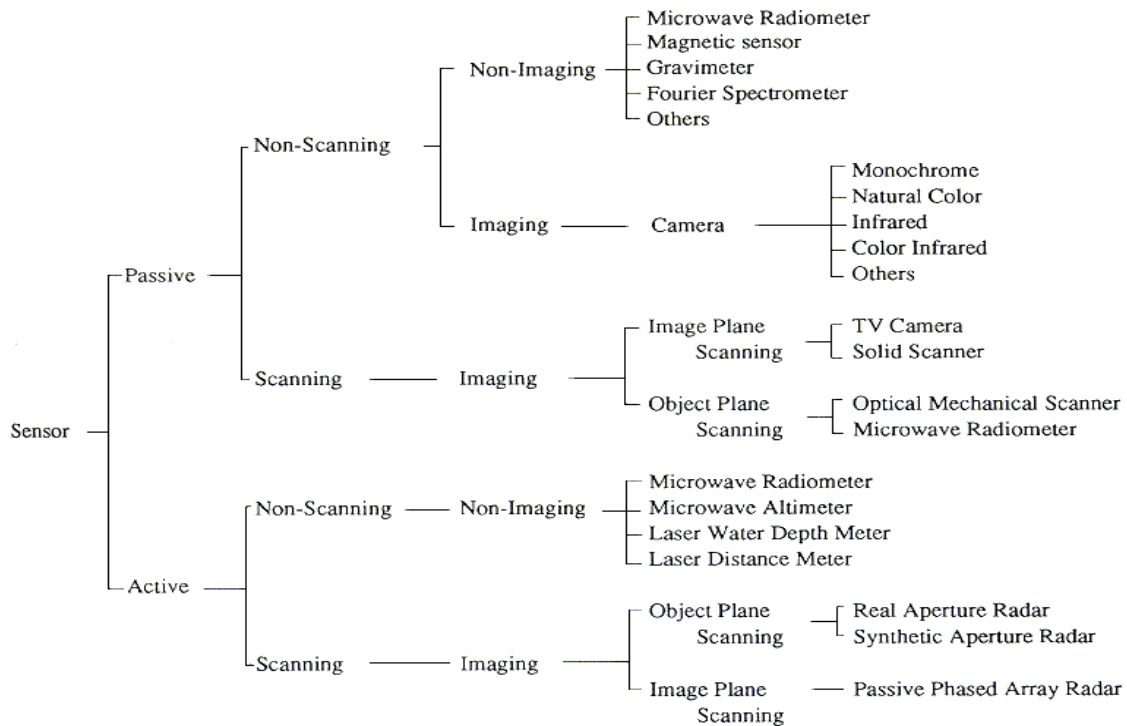 Microwave Radiometer
Magnetic sensor
Non-Imaging
Gravimeter
Fourier Spectrometer
Others
Non-Scanning
Monochrome
Natural Color
Imaging
Camera
Infrared
Color Infrared
Others
Passive
Image Plane
Scanning
TV Camera
Solid Scanner
Scanning
Imaging
Object Plane
Scanning
Optical Mechanical Scanner
Microwave Radiometer
Sensor
Microwave Radiometer
Non-Scanning
Non-Imaging
Microwave Altimeter
Laser Water Depth Meter
Laser Distance Meter
Active
Object Plane
Scanning
Real Aperture Radar
Synthetic Aperture Radar
Scanning
Imaging
Image Plane
Scanning
Passive Phased Array Radar